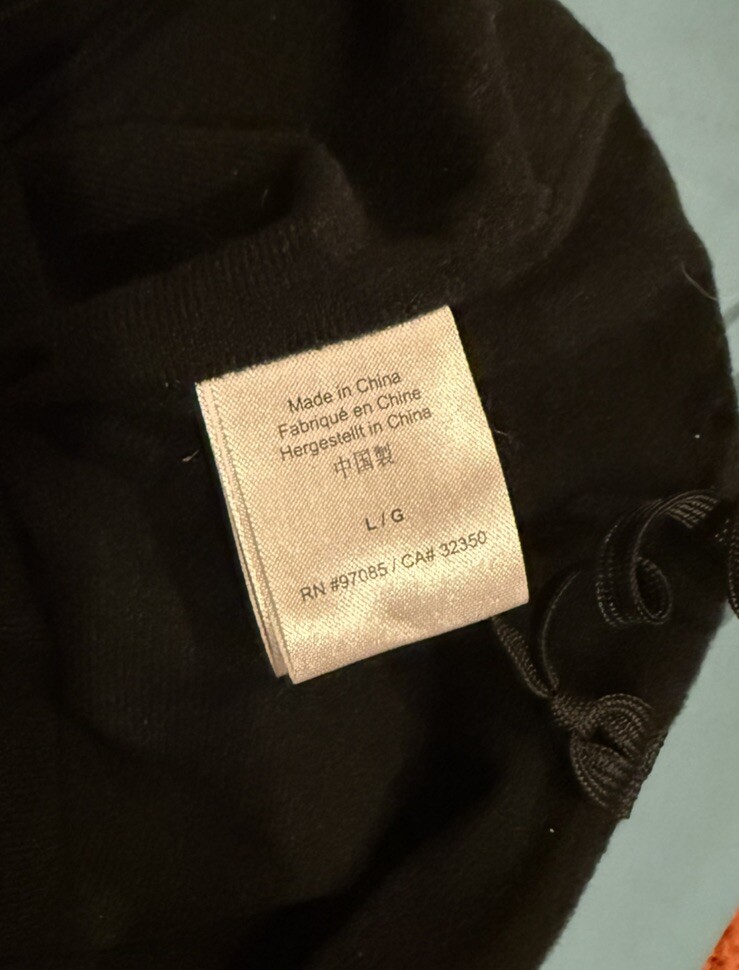 Made in China
Fabriqué en Chine
Hergestellt in China
中国製
L / G
RN #97085 / CA# 32350